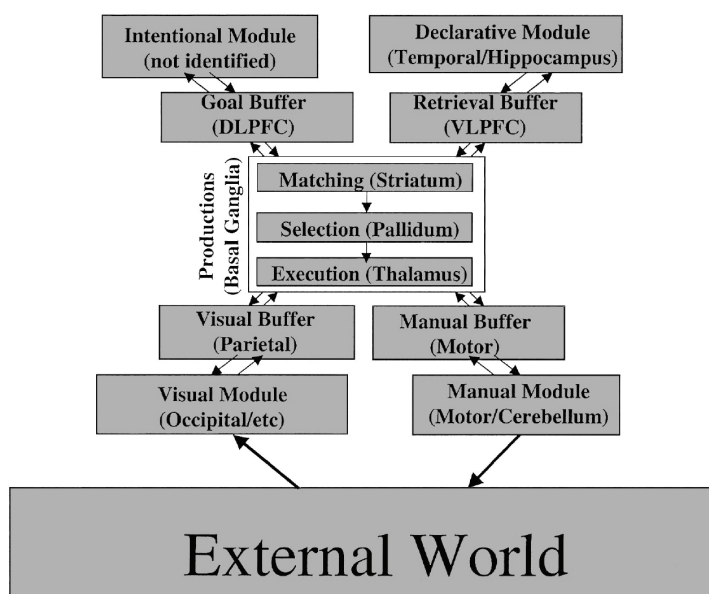 Intentional Module
(not identified)
Declarative Module
(Temporal/Hippocampus)
Goal Buffer
(DLPFC)
Retrieval Buffer
(VLPFC)
Productions
(Basal Ganglia)
Matching (Striatum)
Selection (Pallidum)
Execution (Thalamus)
Visual Buffer
(Parietal)
Manual Buffer
(Motor)
Visual Module
(Occipital/etc)
Manual Module
(Motor/Cerebellum)
External World